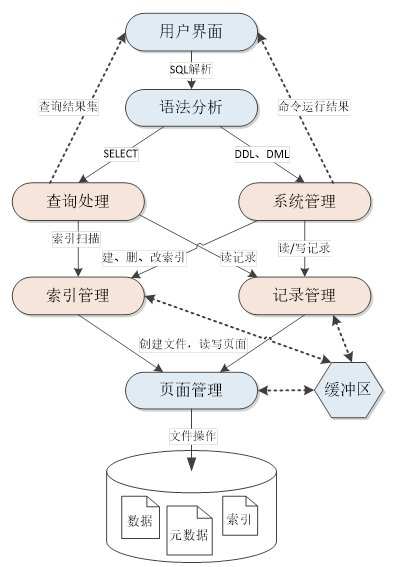 用户界面
SQL解析
查询结果集
命令运行结果
语法分析
SELECT
DDL、DML
查询处理
系统管理
索引扫描
建、删、改索引
读记录
读/写记录
索引管理
记录管理
创建文件，读写页面
页面管理
缓冲区
文件操作
数据
元数据
索引